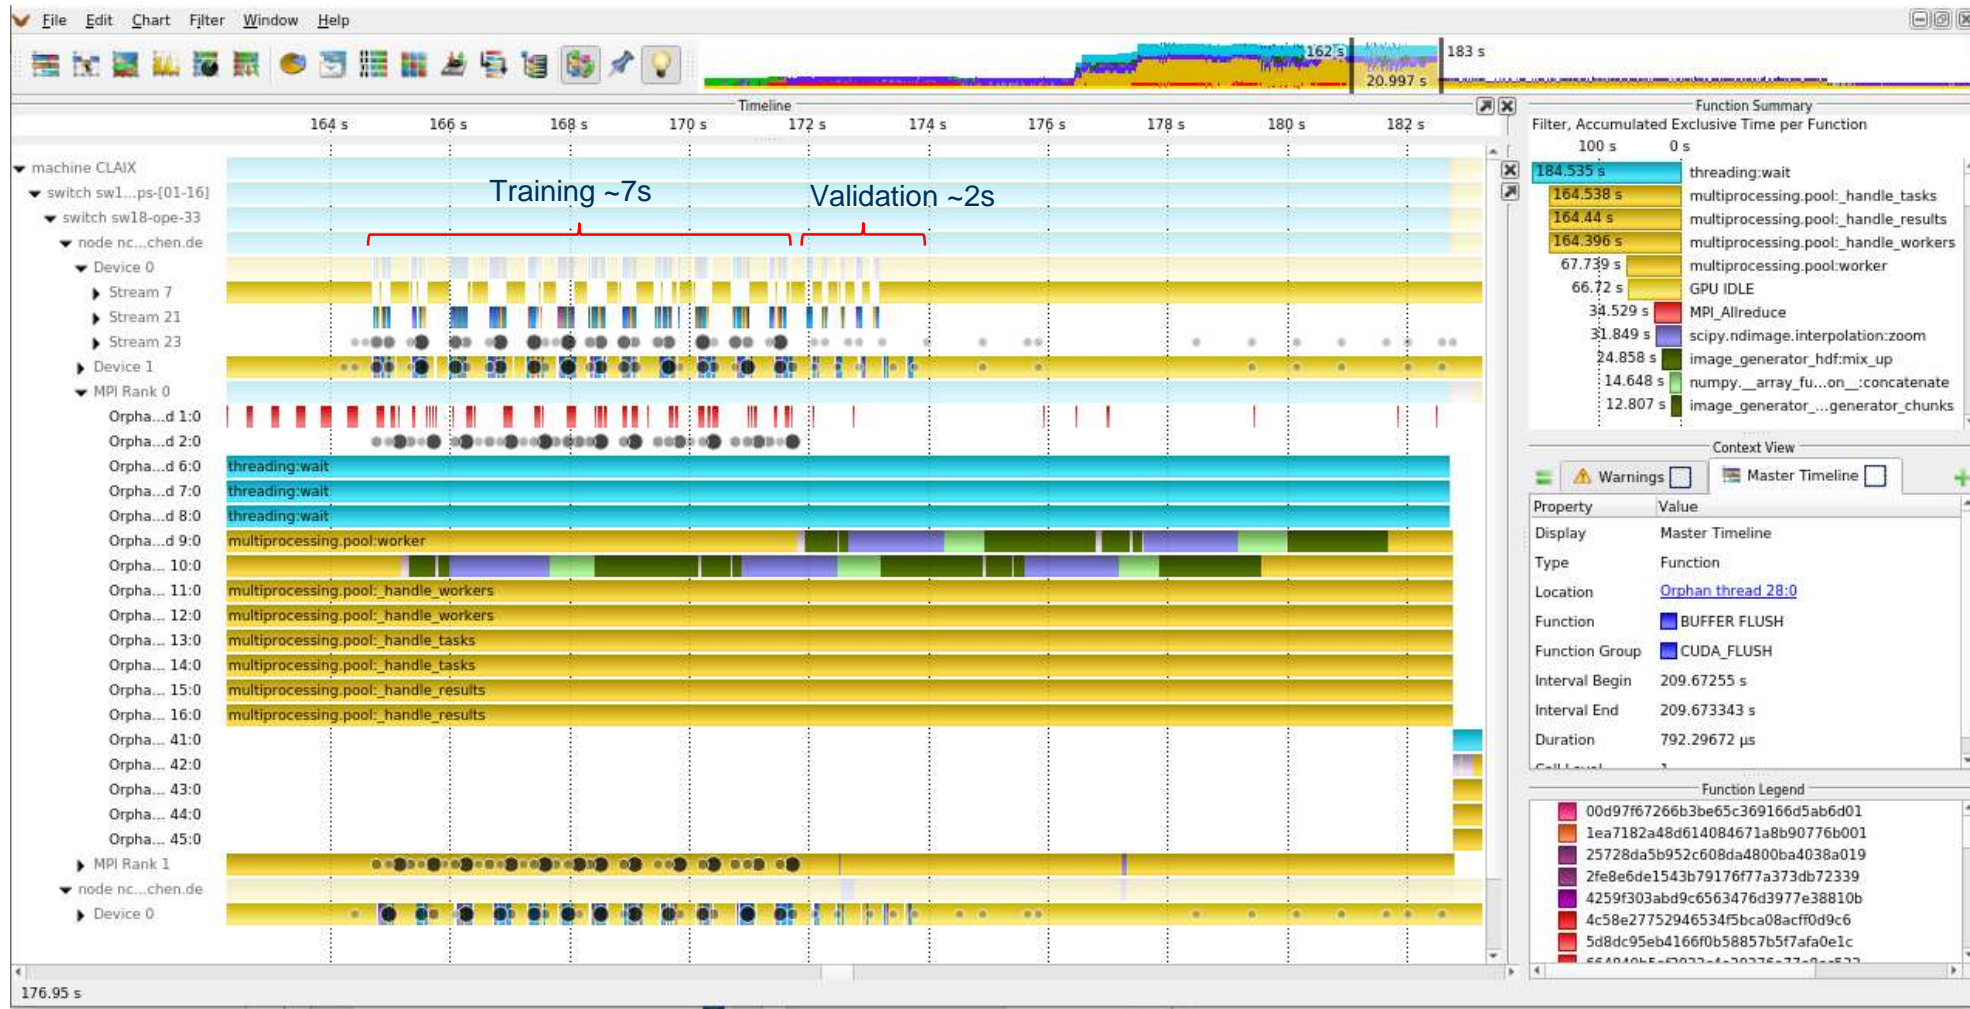 File Edit Chart Filter Window Help
162 s
183 s
20.997 s
Timeline
164 s 166 s 168 s 170 s 172 s 174 s 176 s 178 s 180 s 182 s
machine CLAIX
switch sw1...ps-[01-16]
switch sw18-ope-33
node nc...chen.de
Device 0
Stream 7
Stream 21
Stream 23
Device 1
MPI Rank 0
Orpha...d 1:0
Orpha...d 2:0
Orpha...d 6:0
Orpha...d 7:0
Orpha...d 8:0
Orpha...d 9:0
Orpha... 10:0
Orpha... 11:0
Orpha... 12:0
Orpha... 13:0
Orpha... 14:0
Orpha... 15:0
Orpha... 16:0
Orpha... 41:0
Orpha... 42:0
Orpha... 43:0
Orpha... 44:0
Orpha... 45:0
MPI Rank 1
node nc...chen.de
Device 0
Training ~7s
Validation ~2s
threading:wait
threading:wait
threading:wait
multiprocessing.pool:worker
multiprocessing.pool:_handle_workers
multiprocessing.pool:_handle_workers
multiprocessing.pool:_handle_tasks
multiprocessing.pool:_handle_tasks
multiprocessing.pool:_handle_results
multiprocessing.pool:_handle_results
176.95 s
Function Summary
Filter, Accumulated Exclusive Time per Function
100 s 0 s
184.535 s threading:wait
164.538 s multiprocessing.pool:_handle_tasks
164.44 s multiprocessing.pool:_handle_results
164.396 s multiprocessing.pool:_handle_workers
67.739 s multiprocessing.pool:worker
66.72 s GPU IDLE
34.529 s MPI_Allreduce
31.849 s scipy.ndimage.interpolation:zoom
24.858 s image_generator_hdf:mix_up
14.648 s numpy.__array_fu...on__:concatenate
12.807 s image_generator_...generator_chunks
Context View
Warnings Master Timeline
Property Value
Display Master Timeline
Type Function
Location Orphan thread 28:0
Function BUFFER FLUSH
Function Group CUDA_FLUSH
Interval Begin 209.67255 s
Interval End 209.673343 s
Duration 792.29672 µs
Function Legend
00d97f67266b3be65c369166d5ab6d01
1ea7182a48d614084671a8b90776b001
25728da5b952c608da4800ba4038a019
2fe8e6de1543b79176f77a373db72339
4259f303abd9c6563476d3977e38810b
4c58e27752946534f5bca08acff0d9c6
5d8dc95eb4166f0b58857b5f7afa0e1c